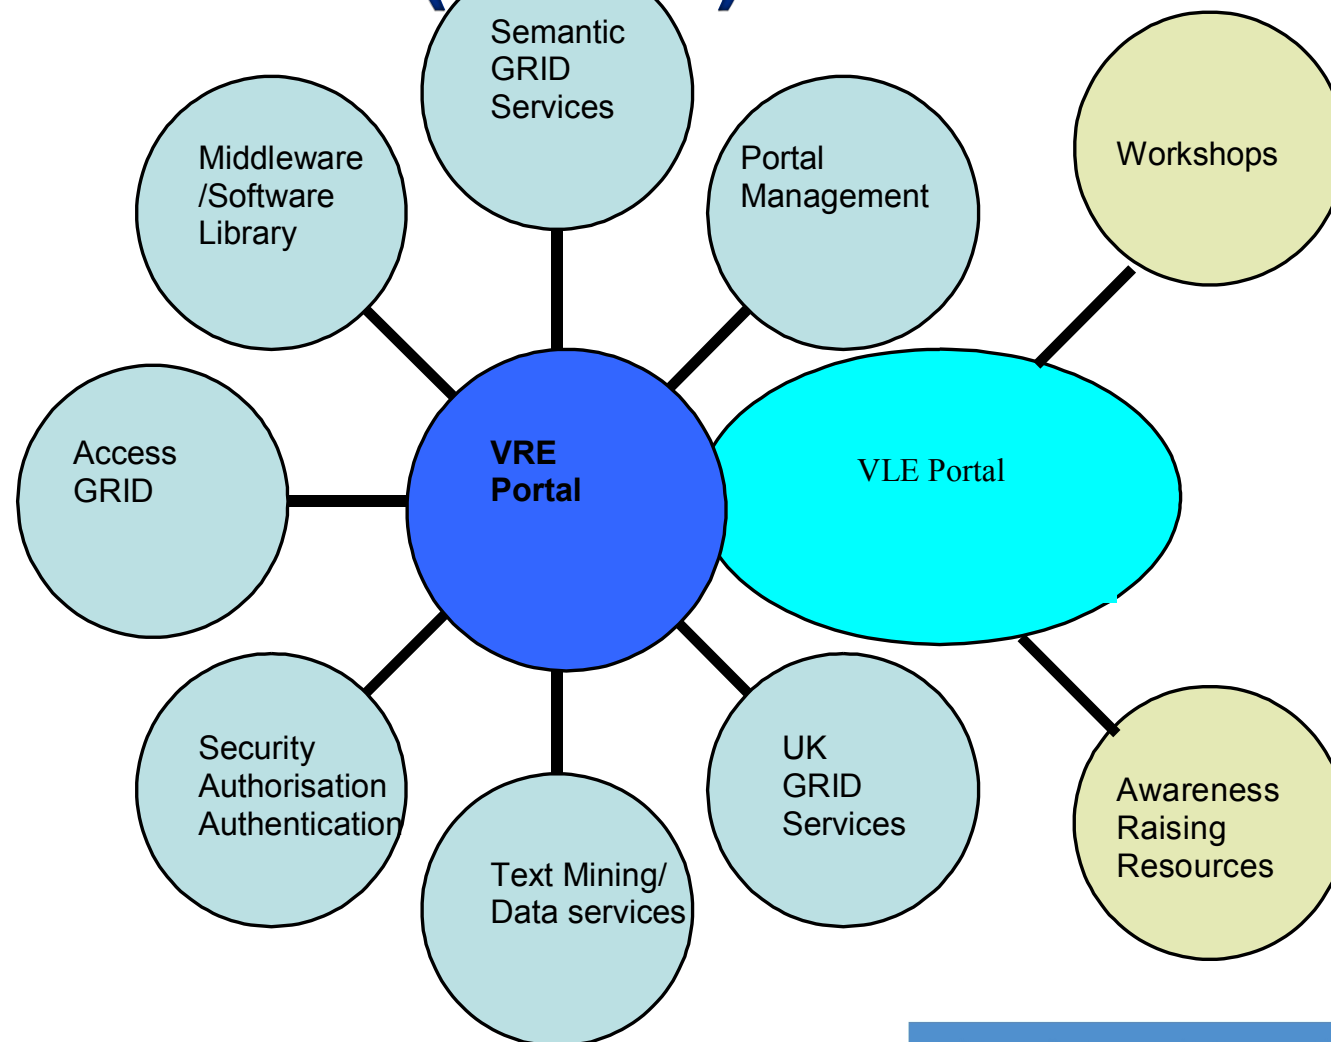 Semantic
GRID
Services
Middleware
/Software
Library
Portal
Management
Workshops
Access
GRID
VRE
Portal
VLE Portal
Security
Authorisation
Authentication
UK
GRID
Services
Text Mining/
Data services
Awareness
Raising
Resources